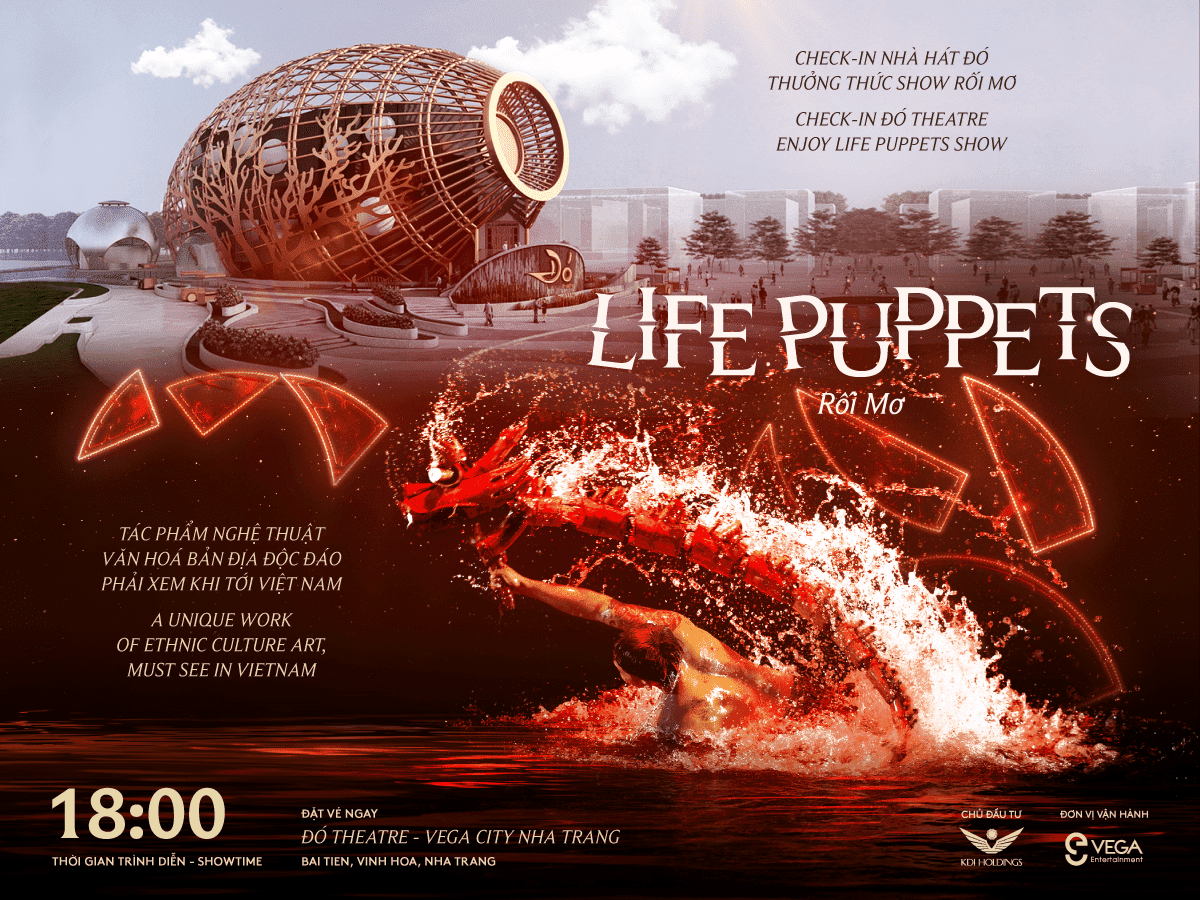 CHECK-IN NHÀ HÁT ĐÓ
THƯỞNG THỨC SHOW RỐI MƠ
CHECK-IN ĐÓ THEATRE
ENJOY LIFE PUPPETS SHOW
Đó
LIFE PUPPETS
Rối Mơ
TÁC PHẨM NGHỆ THUẬT
VĂN HOÁ BẢN ĐỊA ĐỘC ĐÁO
PHẢI XEM KHI TỚI VIỆT NAM
A UNIQUE WORK
OF ETHNIC CULTURE ART,
MUST SEE IN VIETNAM
18:00
THỜI GIAN TRÌNH DIỄN - SHOWTIME
ĐẶT VÉ NGAY
ĐÓ THEATRE - VEGA CITY NHA TRANG
BAI TIEN, VINH HOA, NHA TRANG
CHỦ ĐẦU TƯ
KDI HOLDINGS
ĐƠN VỊ VẬN HÀNH
VEGA
Entertainment